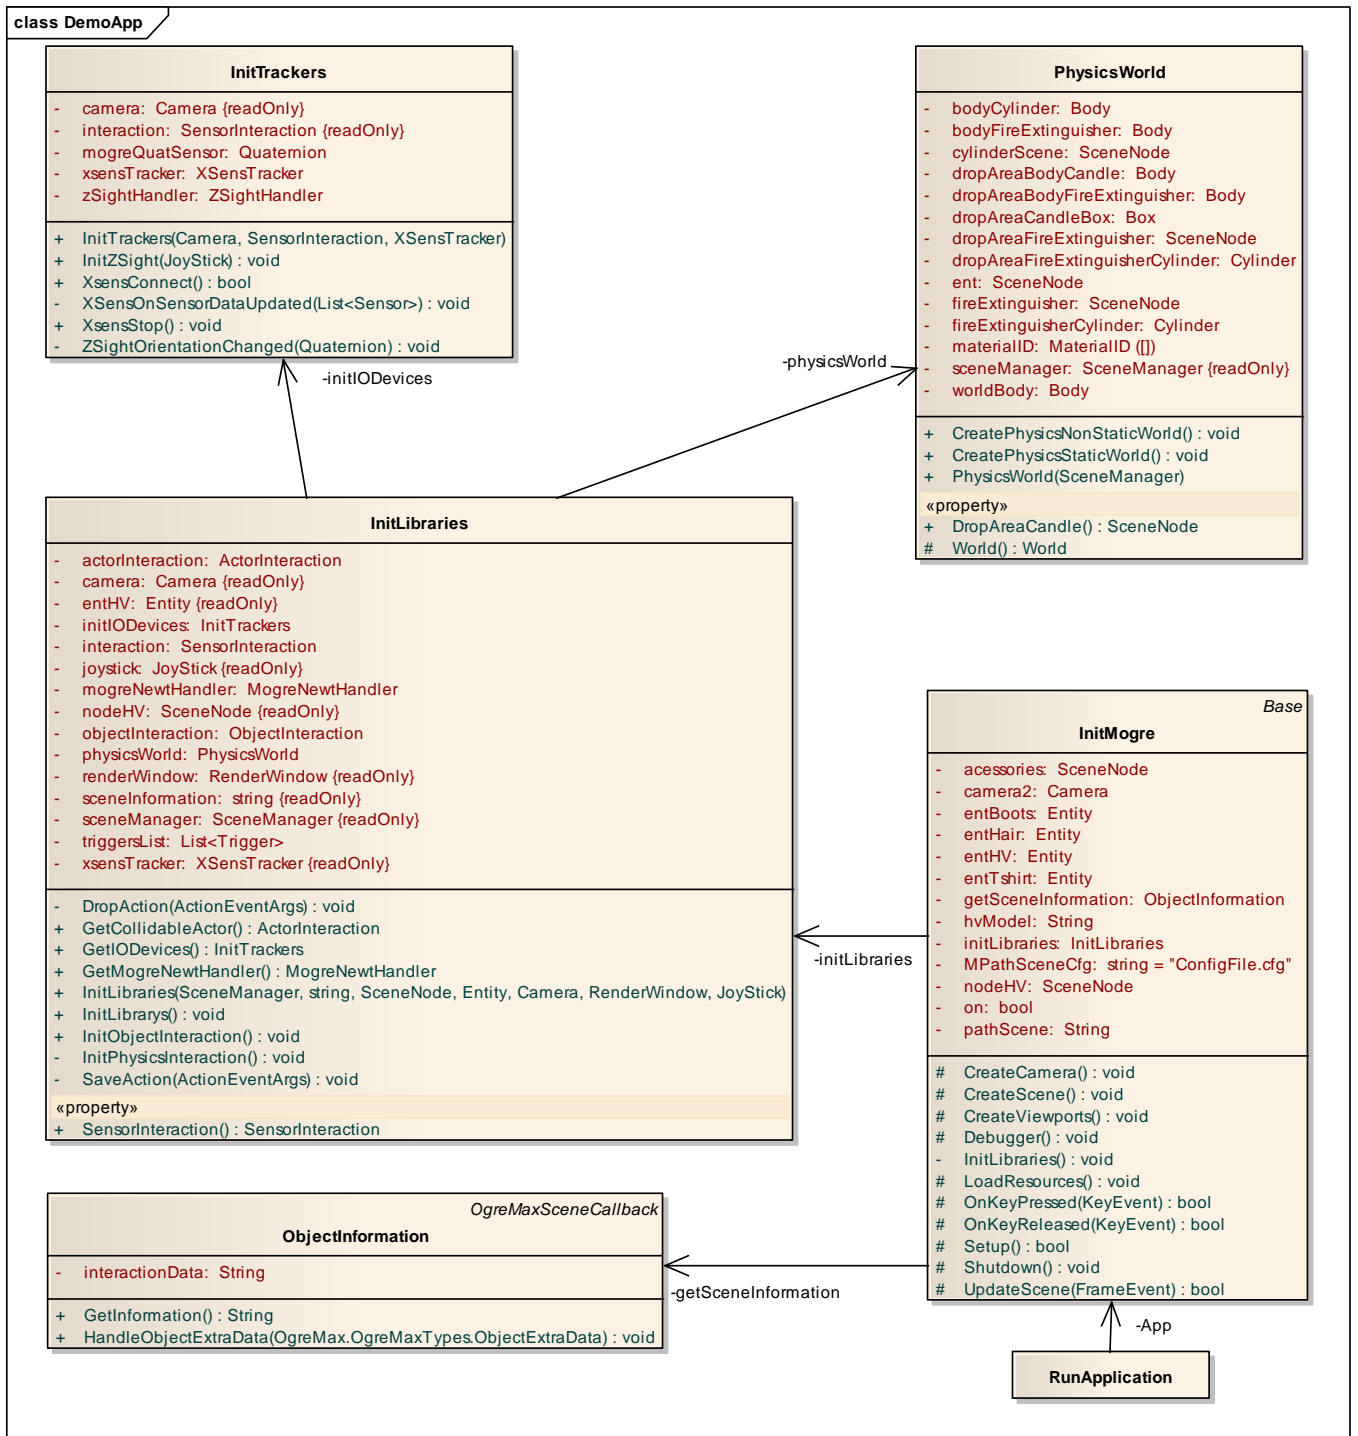 class DemoApp
InitTrackers
- camera: Camera {readOnly}
- interaction: SensorInteraction {readOnly}
- mogreQuatSensor: Quaternion
- xsensTracker: XSensTracker
- zSightHandler: ZSightHandler
+ InitTrackers(Camera, SensorInteraction, XSensTracker)
+ InitZSight(JoyStick) : void
+ XsensConnect() : bool
- XSensOnSensorDataUpdated(List<Sensor>) : void
+ XsensStop() : void
- ZSightOrientationChanged(Quaternion) : void
-initIODevices
PhysicsWorld
- bodyCylinder: Body
- bodyFireExtinguisher: Body
- cylinderScene: SceneNode
- dropAreaBodyCandle: Body
- dropAreaBodyFireExtinguisher: Body
- dropAreaCandleBox: Box
- dropAreaFireExtinguisher: SceneNode
- dropAreaFireExtinguisherCylinder: Cylinder
- ent: SceneNode
- fireExtinguisher: SceneNode
- fireExtinguisherCylinder: Cylinder
- materialID: MaterialID ([])
- sceneManager: SceneManager {readOnly}
- worldBody: Body
+ CreatePhysicsNonStaticWorld() : void
+ CreatePhysicsStaticWorld() : void
+ PhysicsWorld(SceneManager)
«property»
+ DropAreaCandle() : SceneNode
# World() : World
-physicsWorld
InitLibraries
- actorInteraction: ActorInteraction
- camera: Camera {readOnly}
- entHV: Entity {readOnly}
- initIODevices: InitTrackers
- interaction: SensorInteraction
- joystick: JoyStick {readOnly}
- mogreNewtHandler: MogreNewtHandler
- nodeHV: SceneNode {readOnly}
- objectInteraction: ObjectInteraction
- physicsWorld: PhysicsWorld
- renderWindow: RenderWindow {readOnly}
- sceneInformation: string {readOnly}
- sceneManager: SceneManager {readOnly}
- triggersList: List<Trigger>
- xsensTracker: XSensTracker {readOnly}
- DropAction(ActionEventArgs) : void
+ GetCollidableActor() : ActorInteraction
+ GetIODevices() : InitTrackers
+ GetMogreNewtHandler() : MogreNewtHandler
+ InitLibraries(SceneManager, string, SceneNode, Entity, Camera, RenderWindow, JoyStick)
+ InitLibrarys() : void
+ InitObjectInteraction() : void
- InitPhysicsInteraction() : void
- SaveAction(ActionEventArgs) : void
«property»
+ SensorInteraction() : SensorInteraction
-initLibraries
Base
InitMogre
- acessories: SceneNode
- camera2: Camera
- entBoots: Entity
- entHair: Entity
- entHV: Entity
- entTshirt: Entity
- getSceneInformation: ObjectInformation
- hvModel: String
- initLibraries: InitLibraries
- MPathSceneCfg: string = "ConfigFile.cfg"
- nodeHV: SceneNode
- on: bool
- pathScene: String
# CreateCamera() : void
# CreateScene() : void
# CreateViewports() : void
# Debugger() : void
- InitLibraries() : void
# LoadResources() : void
# OnKeyPressed(KeyEvent) : bool
# OnKeyReleased(KeyEvent) : bool
# Setup() : bool
# Shutdown() : void
# UpdateScene(FrameEvent) : bool
OgreMaxSceneCallback
ObjectInformation
- interactionData: String
+ GetInformation() : String
+ HandleObjectExtraData(OgreMax.OgreMaxTypes.ObjectExtraData) : void
-getSceneInformation
-App
RunApplication